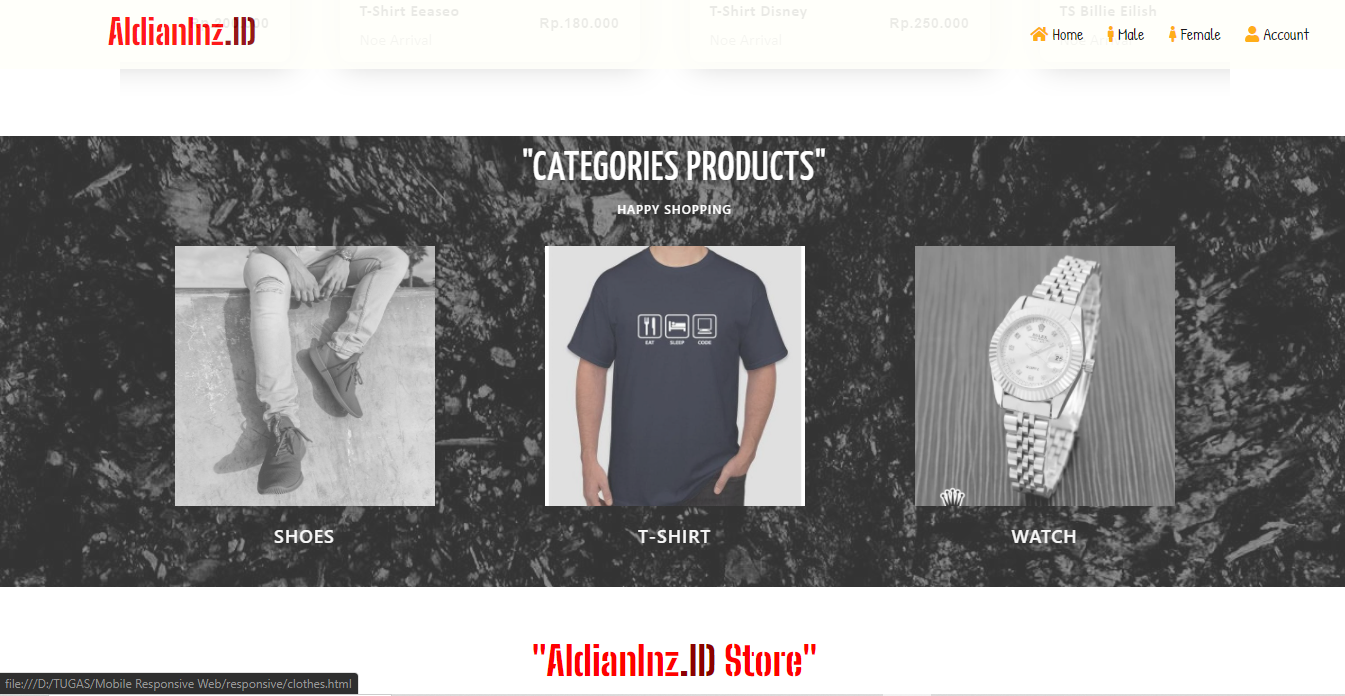 AldianInz.ID
Home Male Female Account
T-Shirt Eeaseo
Rp.180.000
Noe Arrival
T-Shirt Disney
Rp.250.000
Noe Arrival
TS Billie Eilish
"CATEGORIES PRODUCTS"
HAPPY SHOPPING
EAT SLEEP CODE
SHOES
T-SHIRT
WATCH
"AldianInz.ID Store"
file:///D:/TUGAS/Mobile Responsive Web/responsive/clothes.html